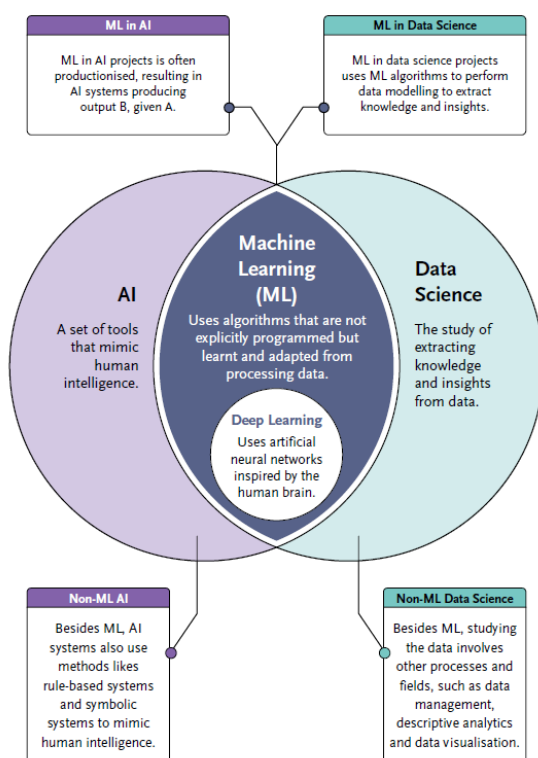 ML in AI
ML in AI projects is often
productionised, resulting in
AI systems producing
output B, given A.
ML in Data Science
ML in data science projects
uses ML algorithms to perform
data modelling to extract
knowledge and insights.
AI
A set of tools
that mimic
human
intelligence.
Machine
Learning
(ML)
Uses algorithms that are not
explicitly programmed but
learnt and adapted from
processing data.
Deep Learning
Uses artificial
neural networks
inspired by the
human brain.
Data
Science
The study of
extracting
knowledge
and insights
from data.
Non-ML AI
Besides ML, AI
systems also use
methods likes
rule-based systems
and symbolic
systems to mimic
human intelligence.
Non-ML Data Science
Besides ML, studying
the data involves
other processes and
fields, such as data
management,
descriptive analytics
and data visualisation.